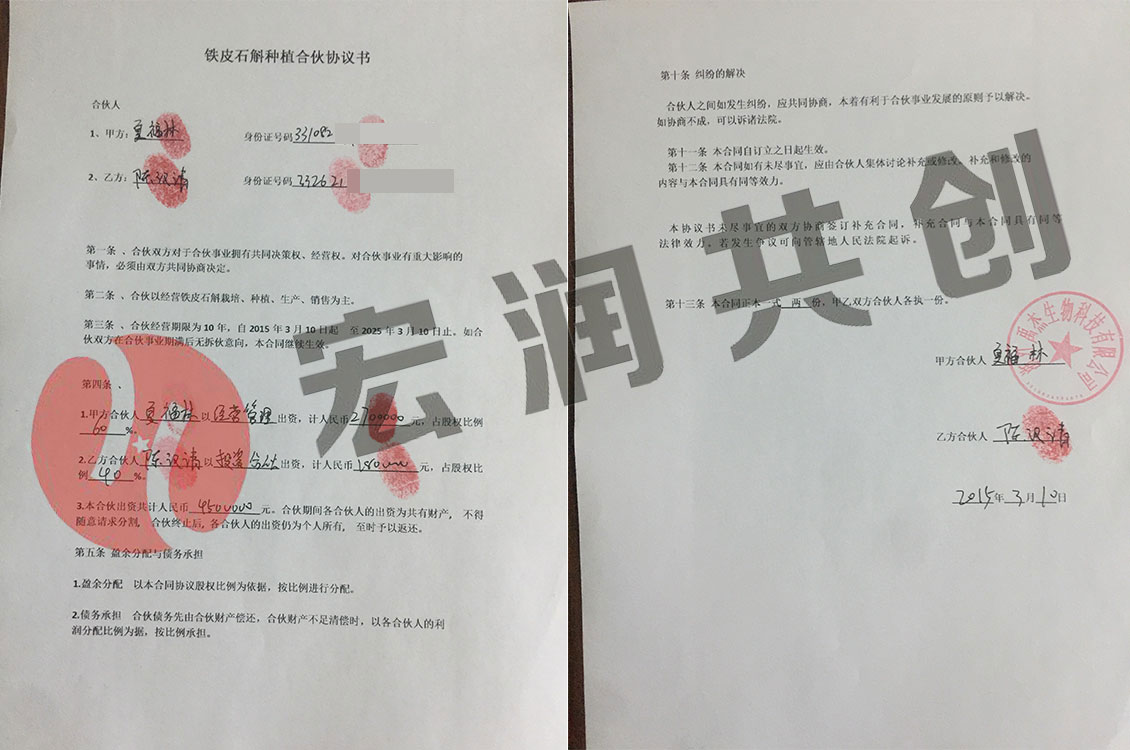 铁皮石斛种植合伙协议书
合伙人
1、甲方：夏福林 身份证号码331082
2、乙方：陈汉清 身份证号码332621
第一条 、合伙双方对于合伙事业拥有共同决策权、经营权。对合伙事业有重大影响的
事情，必须由双方共同协商决定。
第二条 、合伙以经营铁皮石斛栽培、种植、生产、销售为主。
第三条 、合伙经营期限为 10 年，自 2015 年 3 月 10 日起 至 2025 年 3 月 10 日止。如合
伙双方在合伙事业期满后无拆伙意向，本合同继续生效。
第四条 、
1.甲方合伙人 夏福林 以 经营管理 出资，计人民币 2700000 元，占股权比例
60 %。
2.乙方合伙人 陈汉清 以 投资合伙 出资，计人民币 1800000 元，占股权比
例 40 %。
3.本合伙出资共计人民币 4500000 元。合伙期间各合伙人的出资为共有财产，不得
随意请求分割，合伙终止后，各合伙人的出资仍为个人所有，至时予以返还。
第五条 盈余分配与债务承担
1.盈余分配 以本合同协议股权比例为依据，按比例进行分配。
2.债务承担 合伙债务先由合伙财产偿还，合伙财产不足清偿时，以各合伙人的利
润分配比例为据，按比例承担。
第十条 纠纷的解决
合伙人之间如发生纠纷，应共同协商，本着有利于合伙事业发展的原则予以解决。
如协商不成，可以诉诸法院。
第十一条 本合同自订立之日起生效。
第十二条 本合同如有未尽事宜，应由合伙人集体讨论补充或修改。补充和修改的
内容与本合同具有同等效力。
本协议书未尽事宜的双方协商签订补充合同，补充合同与本合同具有同等
法律效力。若发生争议可向管辖地人民法院起诉。
第十三条 本合同正本一式 两 份，甲乙双方合伙人各执一份。
甲方合伙人 夏福林
杰生物科技有限公司
乙方合伙人 陈汉清
2015年 3月 10日
宏润共创